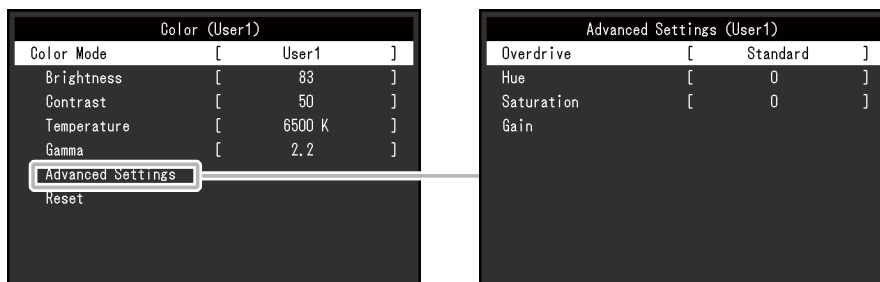 Color (User1)
Color Mode [ User1 ]
Brightness [ 83 ]
Contrast [ 50 ]
Temperature [ 6500 K ]
Gamma [ 2.2 ]
Advanced Settings
Reset
Advanced Settings (User1)
Overdrive [ Standard ]
Hue [ 0 ]
Saturation [ 0 ]
Gain